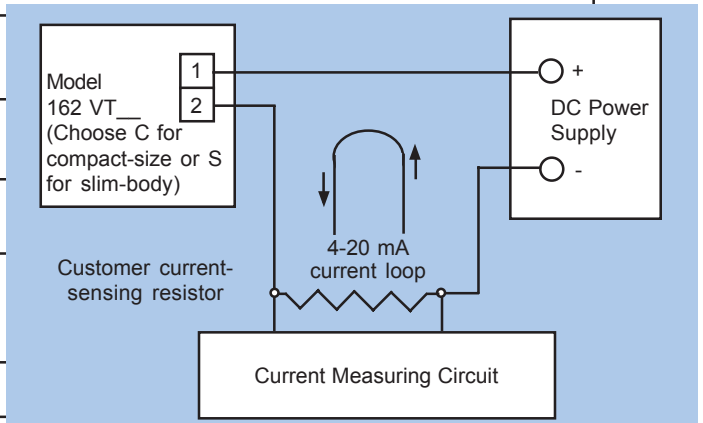 Model
162 VT__
(Choose C for
compact-size or S
for slim-body)
1
2
+
DC Power
Supply
-
4-20 mA
current loop
Customer current-
sensing resistor
Current Measuring Circuit